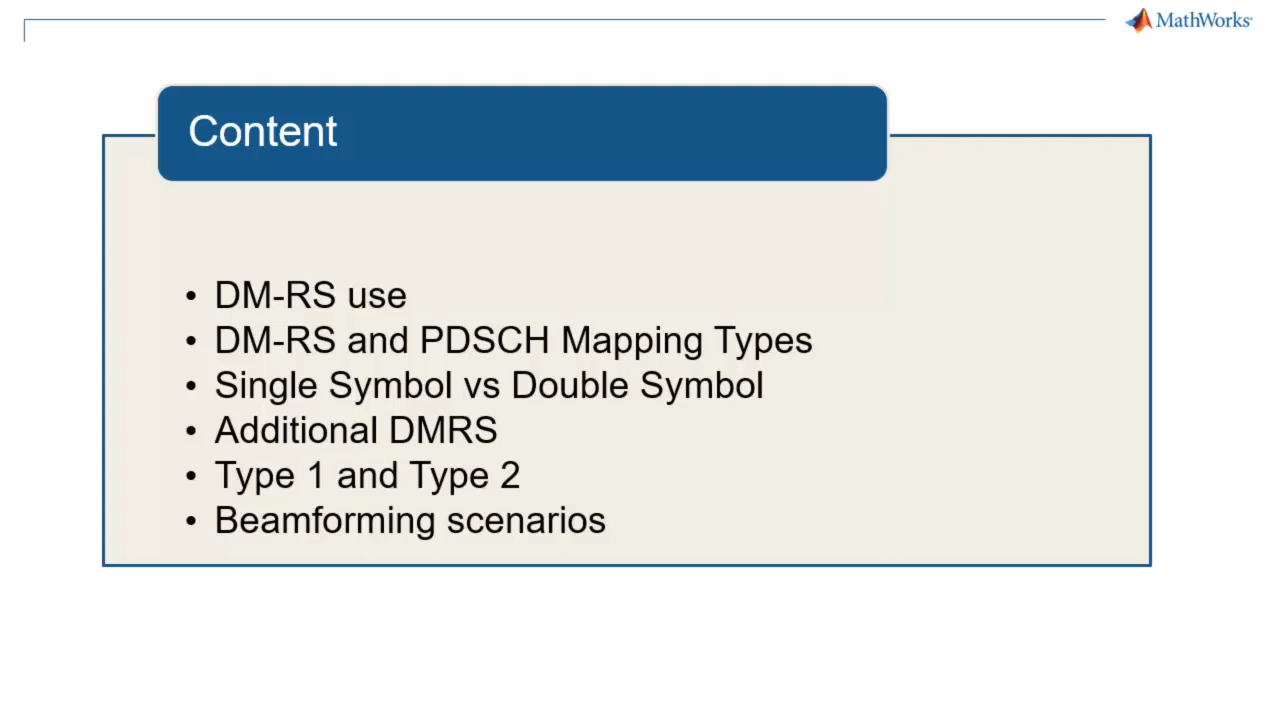 MathWorks
Content
• DM-RS use
• DM-RS and PDSCH Mapping Types
• Single Symbol vs Double Symbol
• Additional DMRS
• Type 1 and Type 2
• Beamforming scenarios